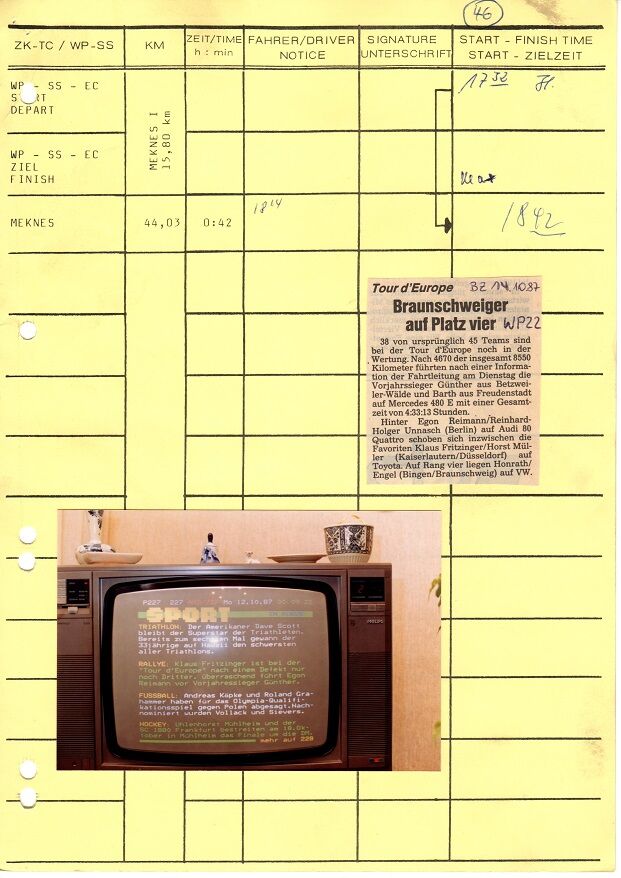 46
ZK-TC / WP-SS
KM
ZEIT/TIME
h : min
FAHRER/DRIVER
NOTICE
SIGNATURE
UNTERSCHRIFT
START - FINISH TIME
START - ZIELZEIT
WP - SS - EC
DEPART
MEKNES I
15,80 km
17 32
WP - SS - EC
ZIEL
FINISH
MEKNES
44,03
0:42
18 14
18 42
Tour d'Europe BZ 14.10.87
Braunschweiger
auf Platz vier WP22
38 von ursprünglich 45 Teams sind
bei der Tour d'Europe noch in der
Wertung. Nach 4670 der insgesamt 8550
Kilometer führten nach einer Informa-
tion der Fahrtleitung am Dienstag die
Vorjahrssieger Günther aus Betzwei-
ler-Wälde und Barth aus Freudenstadt
auf Mercedes 480 E mit einer Gesamt-
zeit von 4:33:13 Stunden.
Hinter Egon Reimann/Reinhard-
Holger Unnasch (Berlin) auf Audi 80
Quattro schoben sich inzwischen die
Favoriten Klaus Fritzinger/Horst Mül-
ler (Kaiserlautern/Düsseldorf) auf
Toyota. Auf Rang vier liegen Honrath/
Engel (Bingen/Braunschweig) auf VW.
P227 227 Mo 12.10.87
SPORT
TRIATHLON: Der Amerikaner Dave Scott
bleibt der Superstar der Triathleten.
Bereits zum sechsten Mal gewann der
33jährige auf Hawaii den schwersten
aller Triathlons.
RALLYE: Klaus Fritzinger ist bei der
"Tour d'Europe" nach einem Defekt nur
noch Dritter. Überraschend führt Egon
Reimann vor Vorjahressieger Günther.
FUSSBALL: Andreas Köpke und Roland Gra-
hammer haben für das Olympia-Qualifi-
kationsspiel gegen Polen abgesagt.Nach-
nominiert wurden Vollack und Sievers.
HOCKEY: Uhlenhorst Mühlheim und der
SC 1880 Frankfurt bestreiten am 18.Ok-
tober in Mühlheim das Finale um die DM.
mehr auf 228
PHILIPS